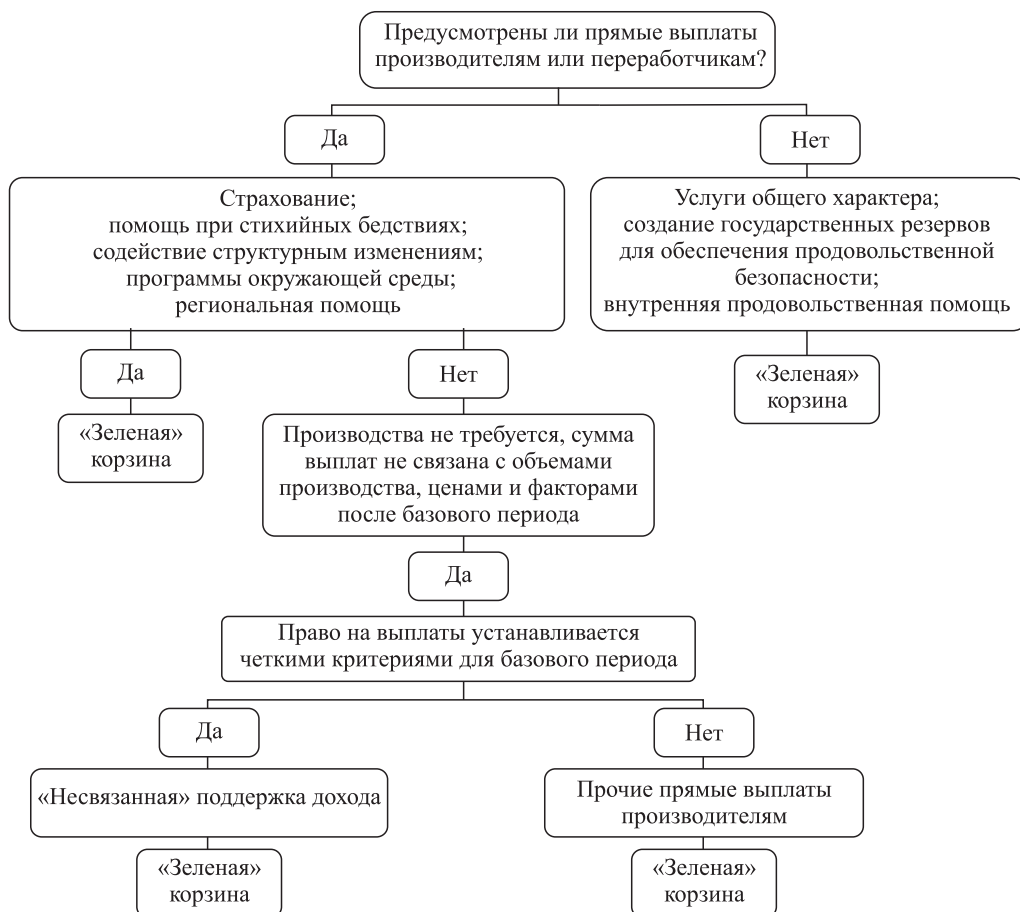 Предусмотрены ли прямые выплаты
производителям или переработчикам?
Да
Нет
Страхование;
помощь при стихийных бедствиях;
содействие структурным изменениям;
программы окружающей среды;
региональная помощь
Услуги общего характера;
создание государственных резервов
для обеспечения продовольственной
безопасности;
внутренняя продовольственная помощь
Да
Нет
«Зеленая»
корзина
«Зеленая»
корзина
Производства не требуется, сумма
выплат не связана с объемами
производства, ценами и факторами
после базового периода
Да
Право на выплаты устанавливается
четкими критериями для базового периода
Да
Нет
«Несвязанная» поддержка дохода
Прочие прямые выплаты
производителям
«Зеленая»
корзина
«Зеленая»
корзина